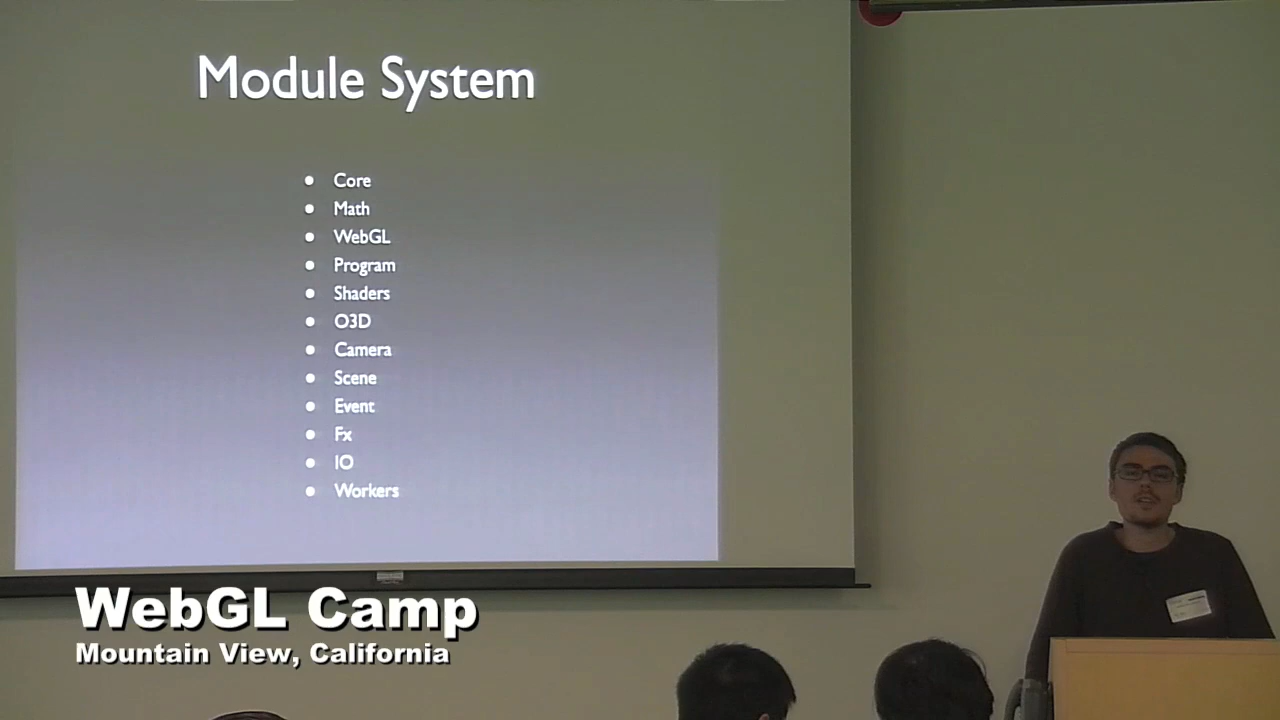 Module System
Core
Math
WebGL
Program
Shaders
O3D
Camera
Scene
Event
Fx
IO
Workers
WebGL Camp
Mountain View, California